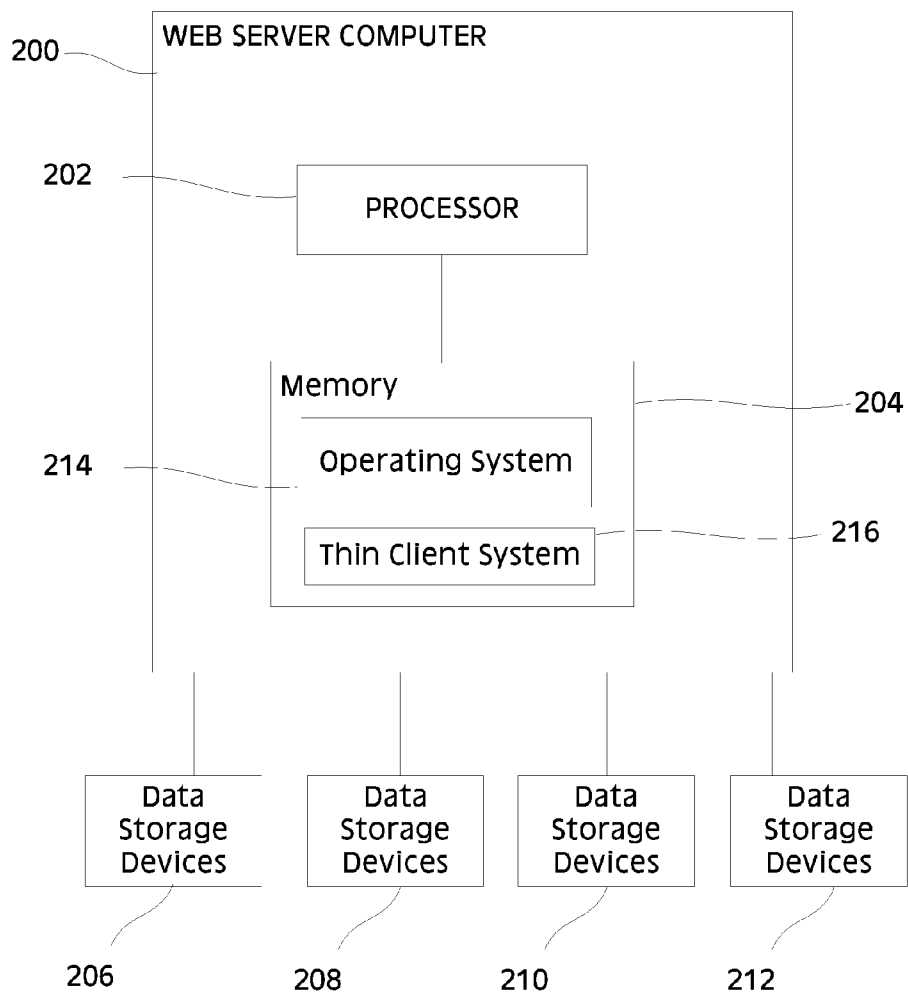 WEB SERVER COMPUTER
200
202
PROCESSOR
Memory
204
214
Operating System
216
Thin Client System
Data
Storage
Devices
Data
Storage
Devices
Data
Storage
Devices
Data
Storage
Devices
206
208
210
212